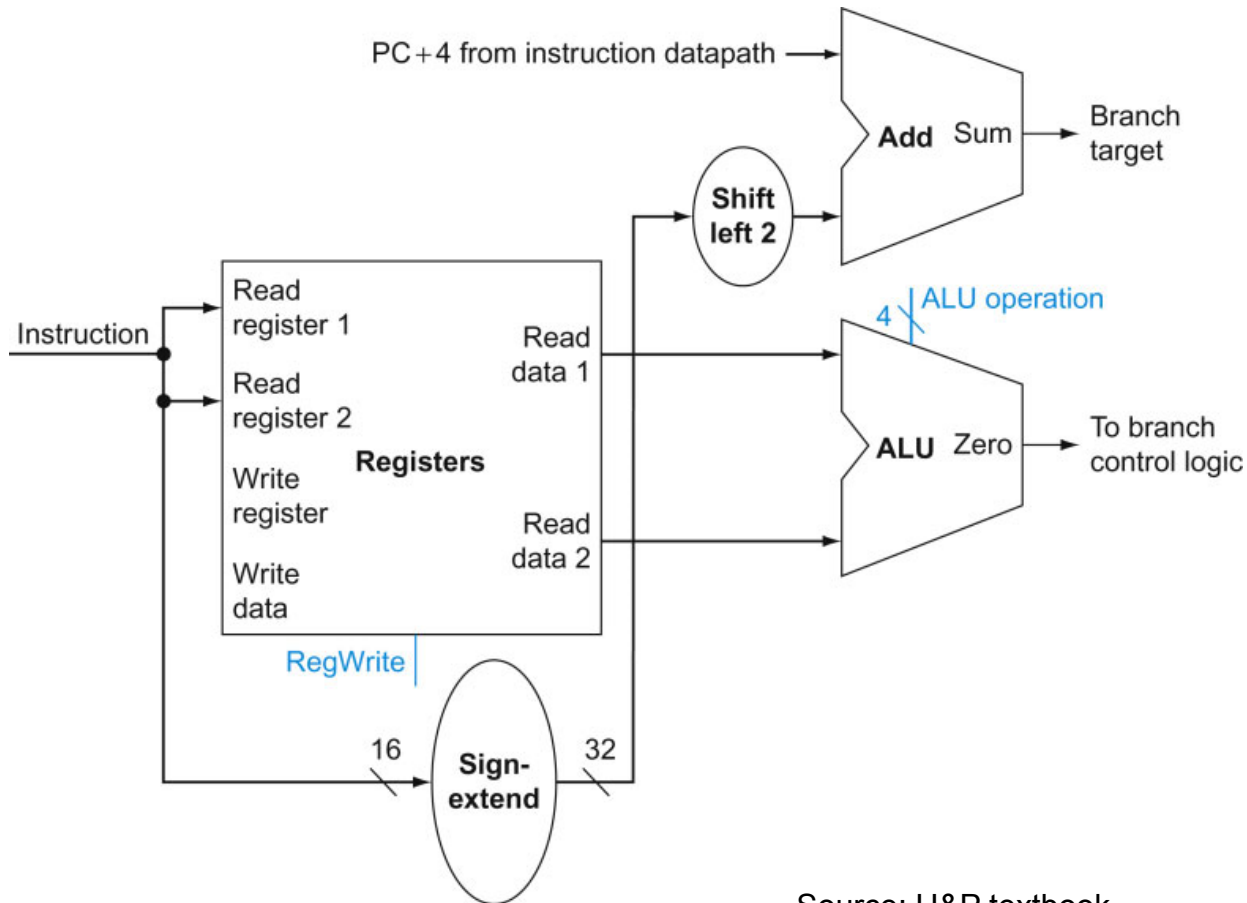 PC+4 from instruction datapath
Add
Sum
Branch
target
Shift
left 2
4
ALU operation
Instruction
Read
register 1
Read
register 2
Write
register
Write
data
Registers
Read
data 1
Read
data 2
ALU
Zero
To branch
control logic
RegWrite
16
Sign-
extend
32
Source: H&P textbook